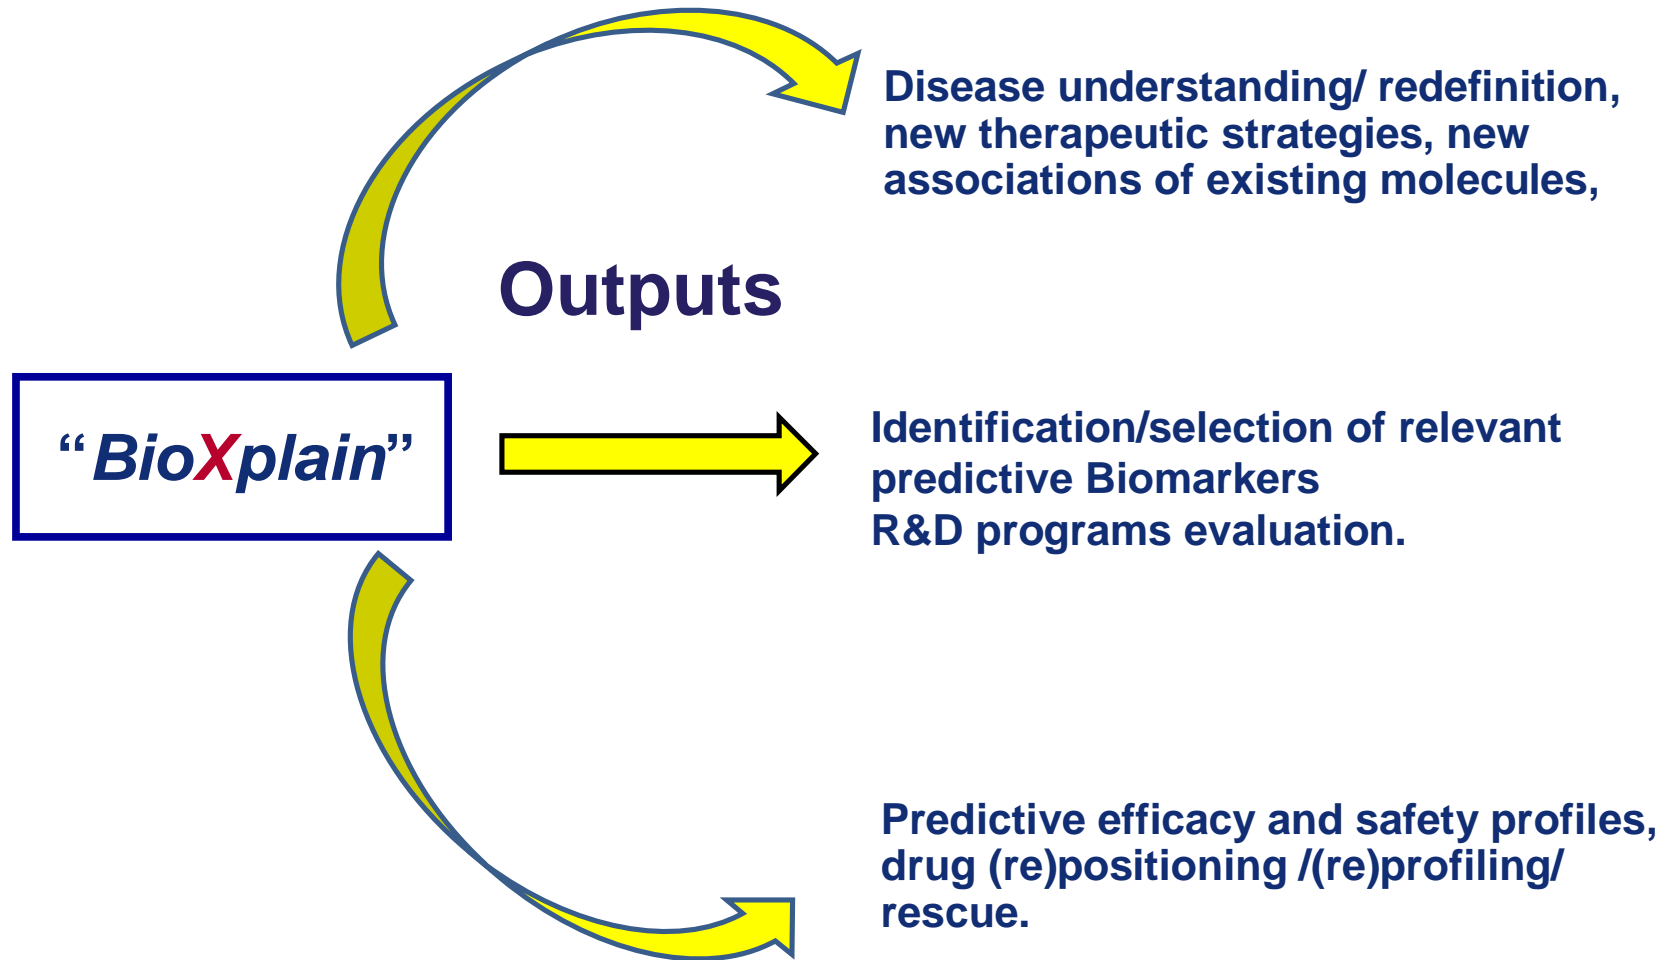 Disease understanding/ redefinition,
new therapeutic strategies, new
associations of existing molecules,
Outputs
“BioXplain”
Identification/selection of relevant
predictive Biomarkers
R&D programs evaluation.
Predictive efficacy and safety profiles,
drug (re)positioning /(re)profiling/
rescue.